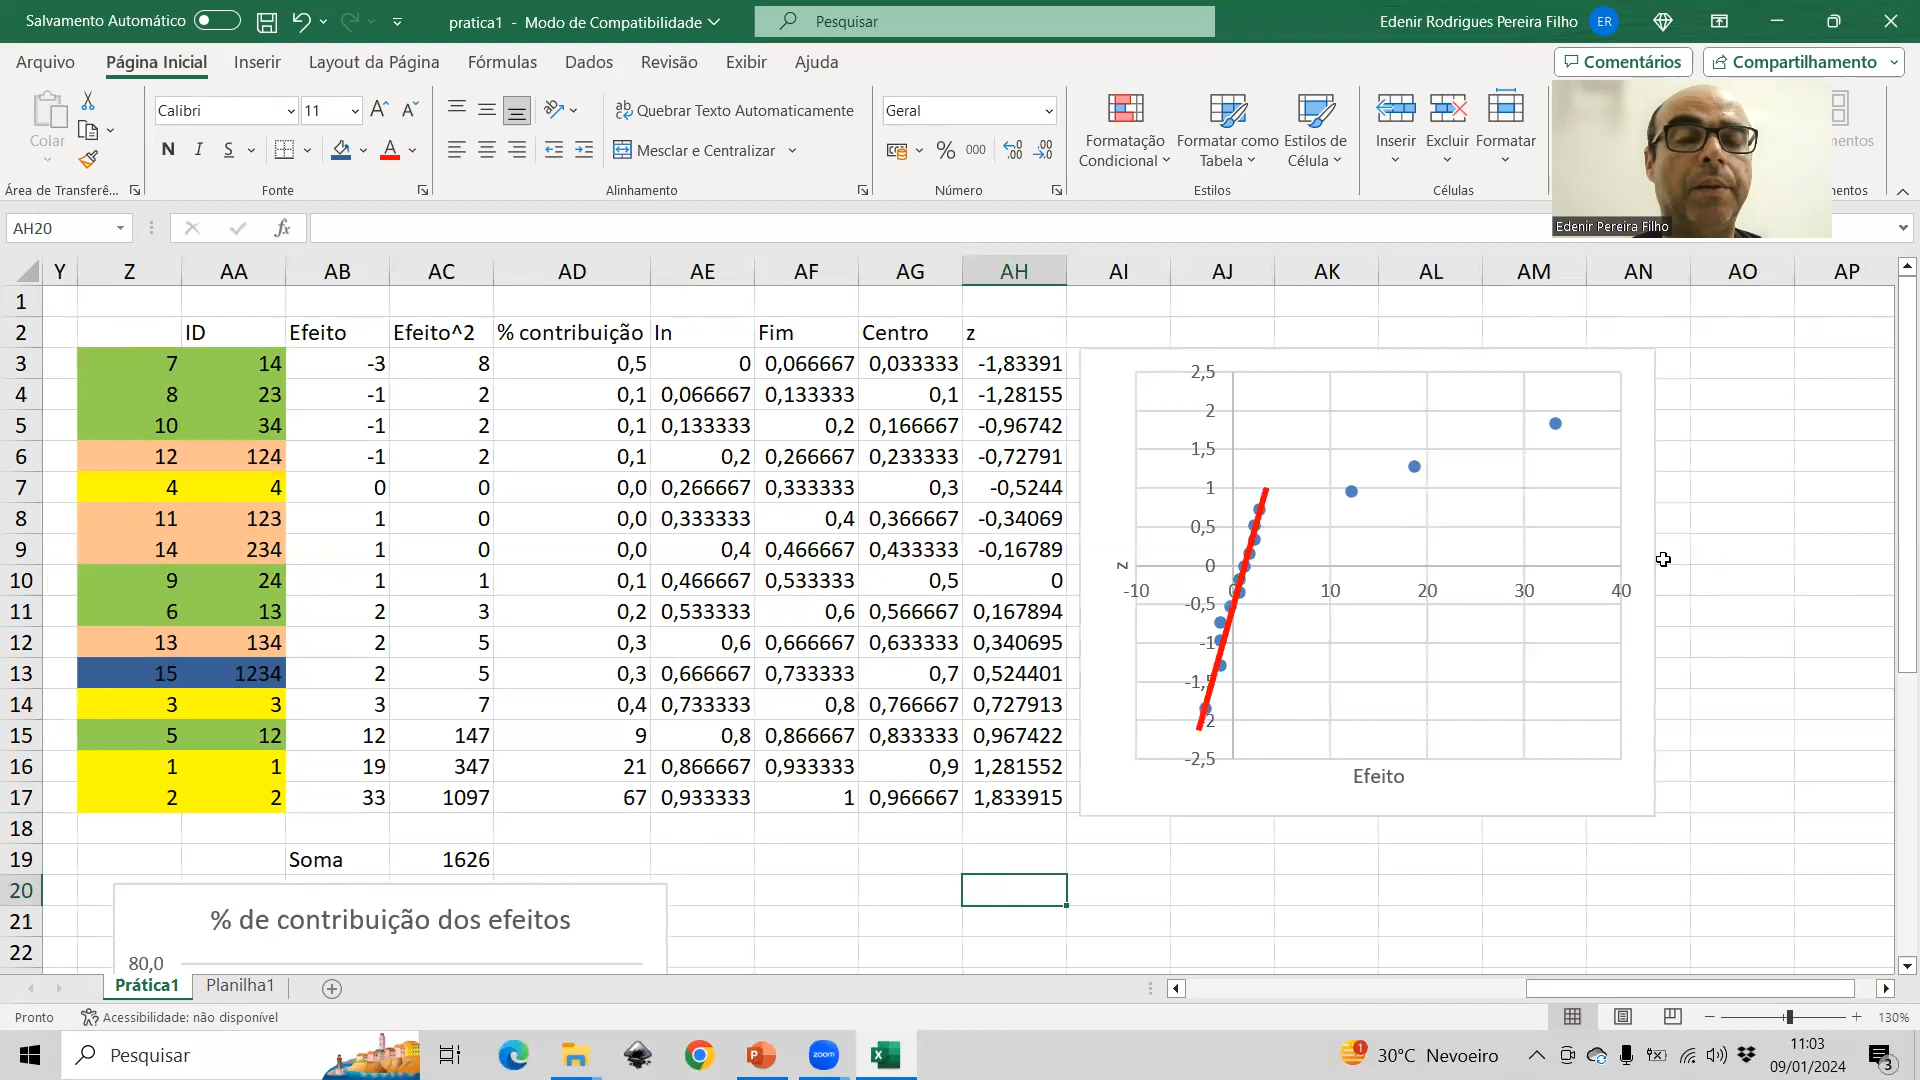 Salvamento Automático
pratica1 - Modo de Compatibilidade
Pesquisar
Edenir Rodrigues Pereira Filho ER
Arquivo Página Inicial Inserir Layout da Página Fórmulas Dados Revisão Exibir Ajuda
Comentários Compartilhamento
Colar
Calibri 11
N I S A
Quebrar Texto Automaticamente
Mesclar e Centralizar
Geral
% 000
Formatação Condicional
Formatar como Tabela
Estilos de Célula
Inserir Excluir Formatar
Área de Transferê... Fonte Alinhamento Número Estilos Células
Edenir Pereira Filho
AH20 fx
Y Z AA AB AC AD AE AF AG AH AI AJ AK AL AM AN AO AP
1
2 ID Efeito Efeito^2 % contribuição In Fim Centro z
3 7 14 -3 8 0,5 0 0,066667 0,033333 -1,83391
4 8 23 -1 2 0,1 0,066667 0,133333 0,1 -1,28155
5 10 34 -1 2 0,1 0,133333 0,2 0,166667 -0,96742
6 12 124 -1 2 0,1 0,2 0,266667 0,233333 -0,72791
7 4 4 0 0 0,0 0,266667 0,333333 0,3 -0,5244
8 11 123 1 0 0,0 0,333333 0,4 0,366667 -0,34069
9 14 234 1 0 0,0 0,4 0,466667 0,433333 -0,16789
10 9 24 1 1 0,1 0,466667 0,533333 0,5 0
11 6 13 2 3 0,2 0,533333 0,6 0,566667 0,167894
12 13 134 2 5 0,3 0,6 0,666667 0,633333 0,340695
13 15 1234 2 5 0,3 0,666667 0,733333 0,7 0,524401
14 3 3 3 7 0,4 0,733333 0,8 0,766667 0,727913
15 5 12 12 147 9 0,8 0,866667 0,833333 0,967422
16 1 1 19 347 21 0,866667 0,933333 0,9 1,281552
17 2 2 33 1097 67 0,933333 1 0,966667 1,833915
18
19 Soma 1626
20
21
22
2,5
2
1,5
1
0,5
0
-0,5
-1
-2
-2,5
z
-10 10 20 30 40
Efeito
% de contribuição dos efeitos
80,0
Prática1 Planilha1
Pronto Acessibilidade: não disponível
130%
Pesquisar
zoom
30°C Nevoeiro
11:03
09/01/2024
3